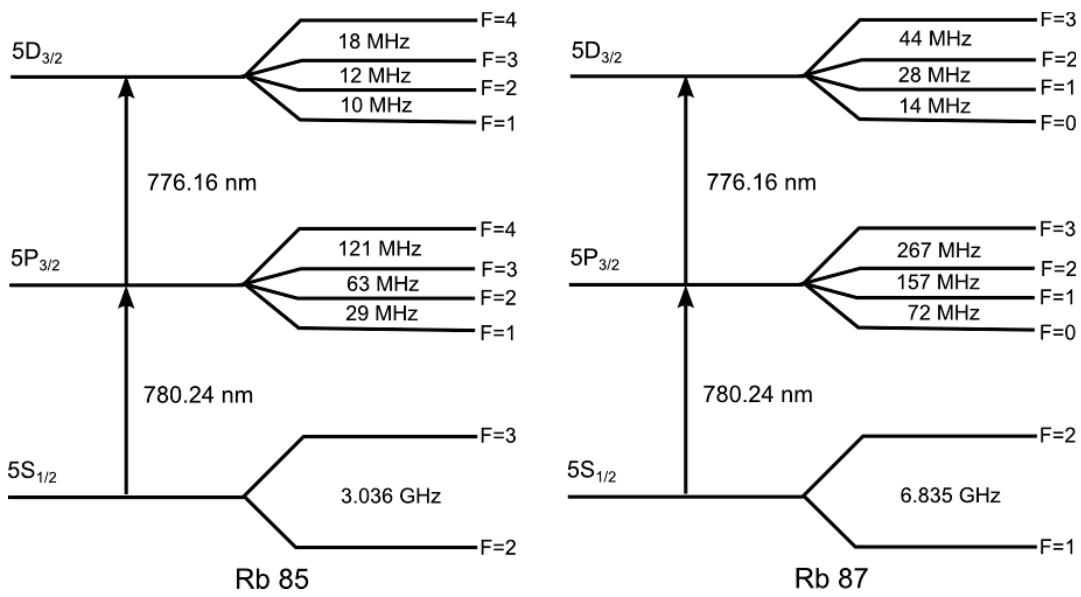 F=4
18 MHz
5D3/2
F=3
12 MHz
F=2
10 MHz
F=1
776.16 nm
F=4
121 MHz
5P3/2
F=3
63 MHz
F=2
29 MHz
F=1
780.24 nm
F=3
5S1/2
3.036 GHz
F=2
Rb 85
F=3
44 MHz
5D3/2
F=2
28 MHz
F=1
14 MHz
F=0
776.16 nm
F=3
267 MHz
5P3/2
F=2
157 MHz
F=1
72 MHz
F=0
780.24 nm
F=2
5S1/2
6.835 GHz
F=1
Rb 87